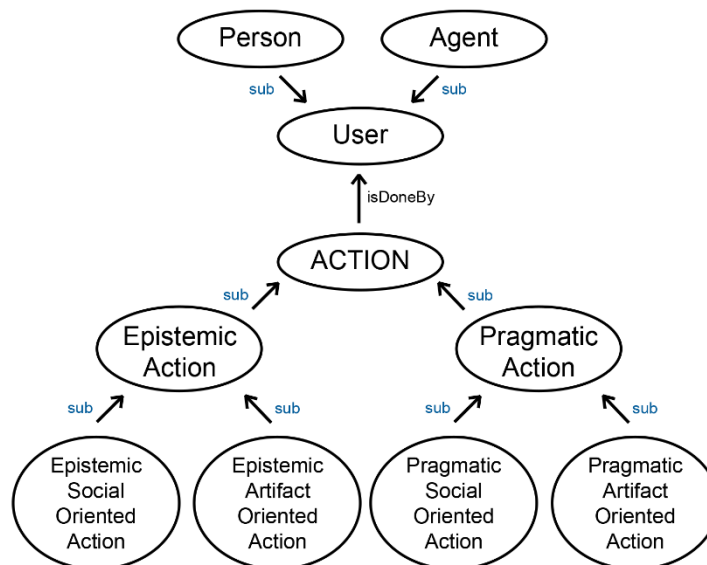 Person
Agent
sub
sub
User
isDoneBy
ACTION
sub
sub
Epistemic
Action
Pragmatic
Action
sub
sub
sub
sub
Epistemic
Social
Oriented
Action
Epistemic
Artifact
Oriented
Action
Pragmatic
Social
Oriented
Action
Pragmatic
Artifact
Oriented
Action